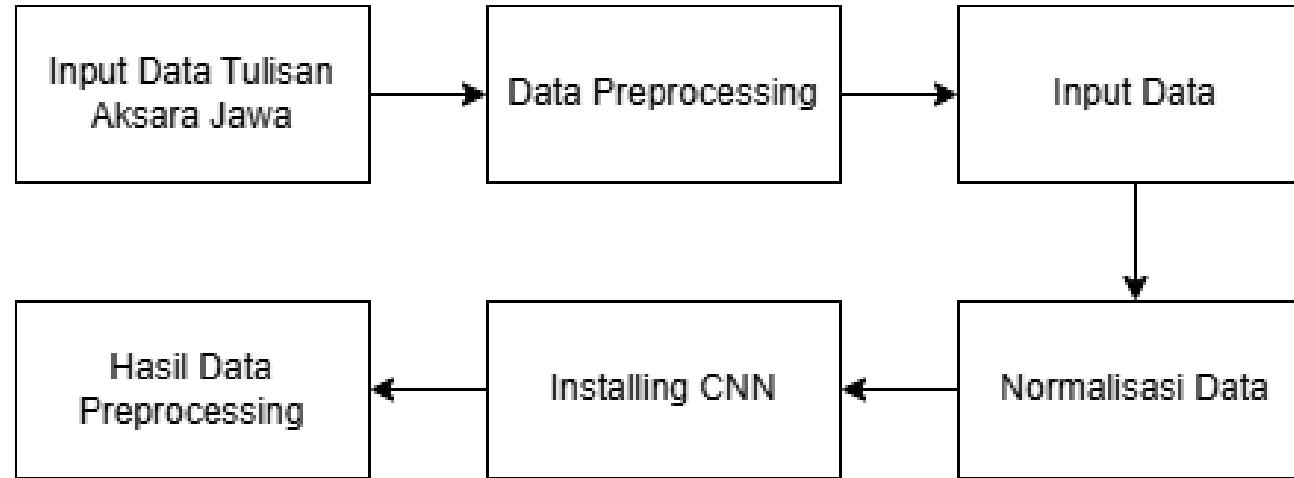 Input Data Tulisan
Aksara Jawa
Data Preprocessing
Input Data
Normalisasi Data
Installing CNN
Hasil Data
Preprocessing